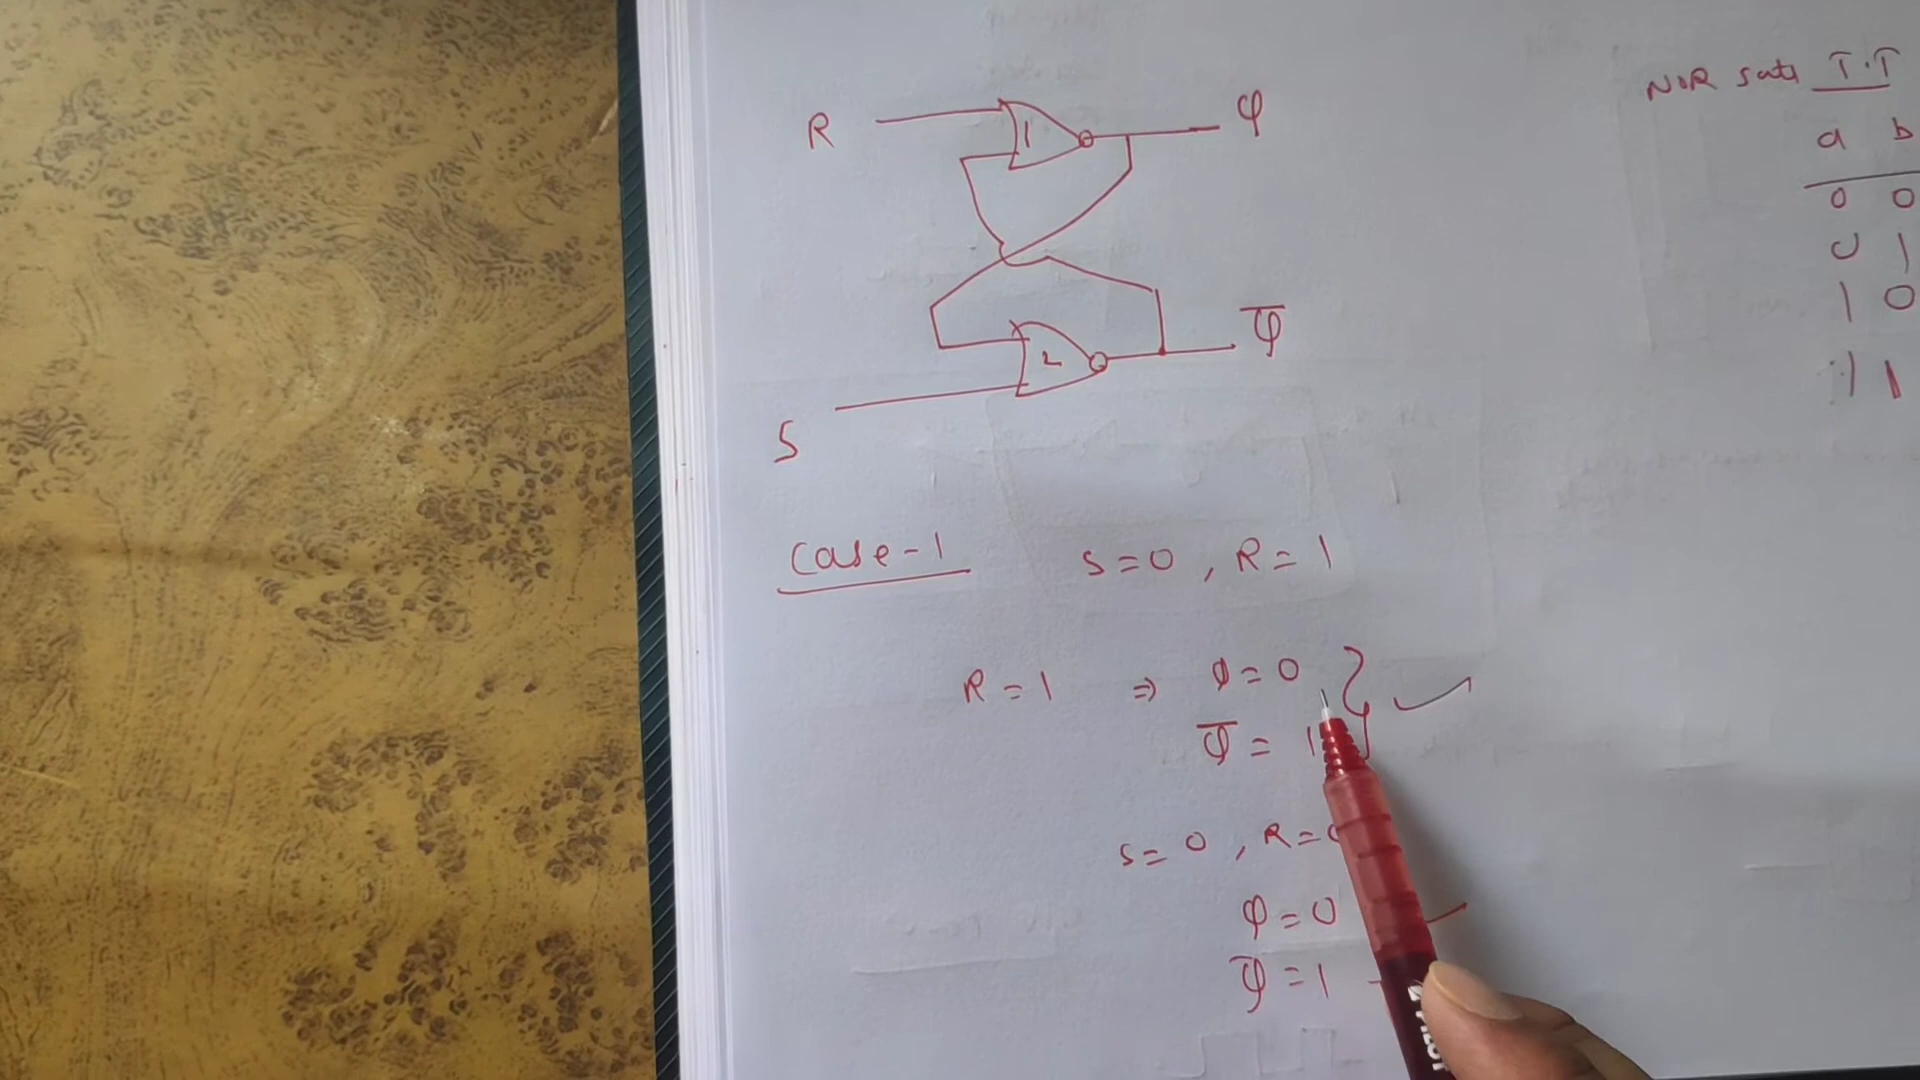 R
1
Q
2
Q̅
S
NOR T.T
a b
0 0
0 1
1 0
1 1
Case-1 S=0, R=1
R=1 ⇒ Q=0
Q̅ = 1
S=0, R=0
Q=0
Q̅=1